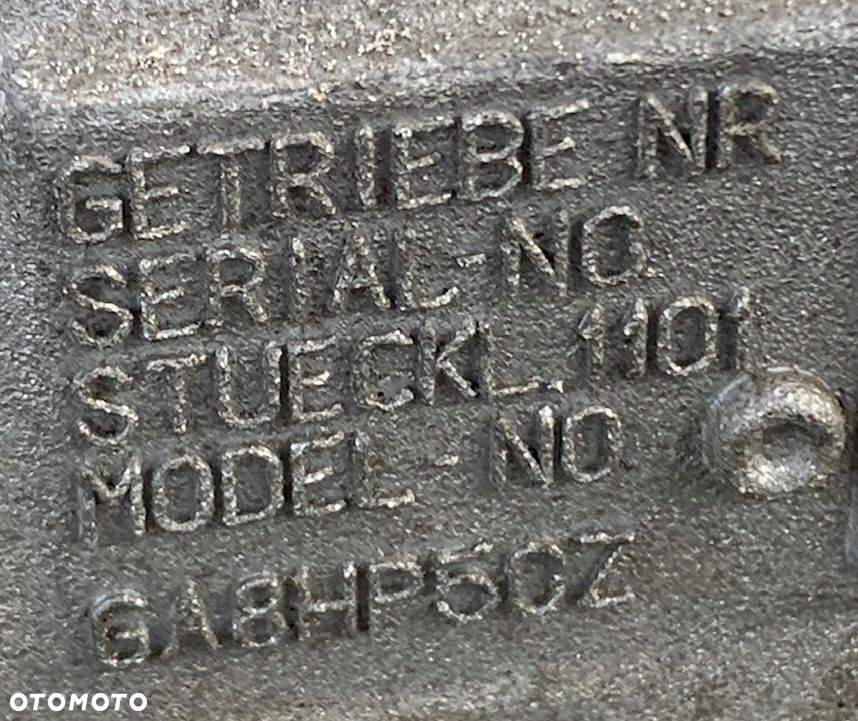 GETRIEBE NR
SERIAL-NO.
STUECKL.1101
MODEL-NO
GA8HP50Z
OTOMOTO